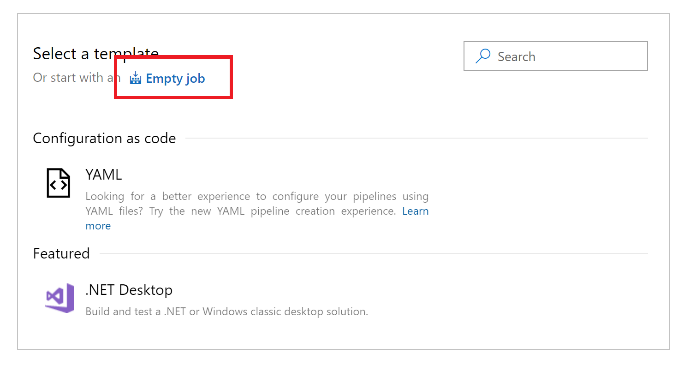 Select a template
Search
Or start with an Empty job
Configuration as code
YAML
Looking for a better experience to configure your pipelines using
YAML files? Try the new YAML pipeline creation experience. Learn
more
Featured
.NET Desktop
Build and test a .NET or Windows classic desktop solution.